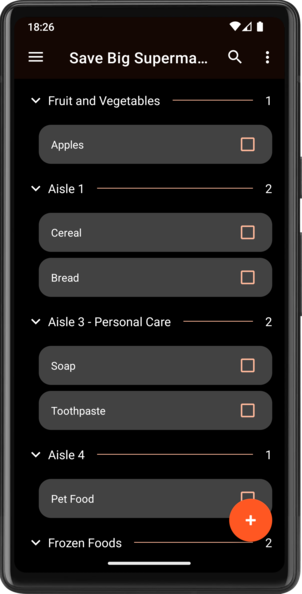 18:26
Save Big Superma...
Fruit and Vegetables 1
Apples
Aisle 1 2
Cereal
Bread
Aisle 3 - Personal Care 2
Soap
Toothpaste
Aisle 4 1
Pet Food
+
Frozen Foods 2